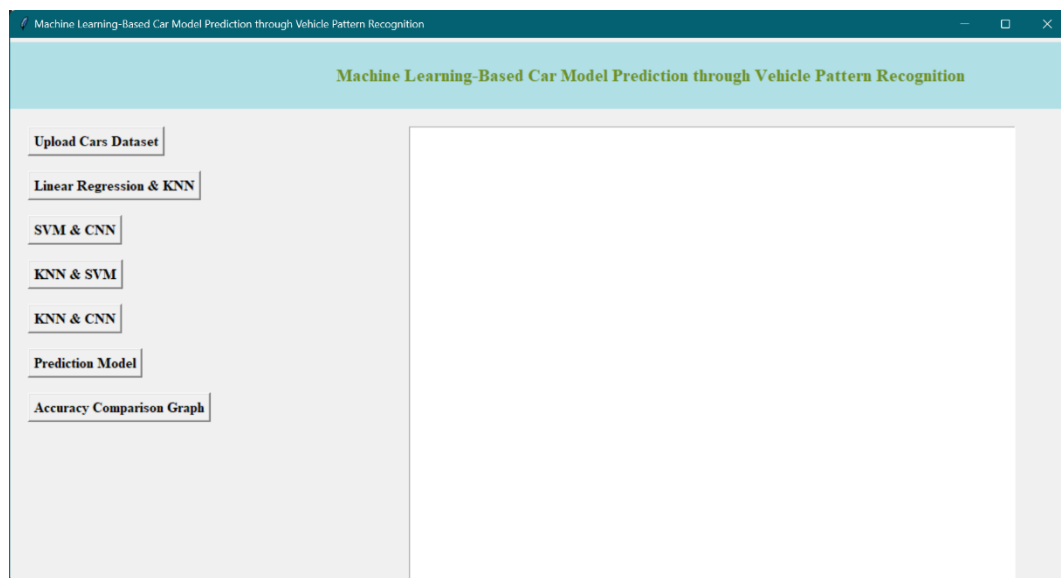 Machine Learning-Based Car Model Prediction through Vehicle Pattern Recognition
Machine Learning-Based Car Model Prediction through Vehicle Pattern Recognition
Upload Cars Dataset
Linear Regression & KNN
SVM & CNN
KNN & SVM
KNN & CNN
Prediction Model
Accuracy Comparison Graph